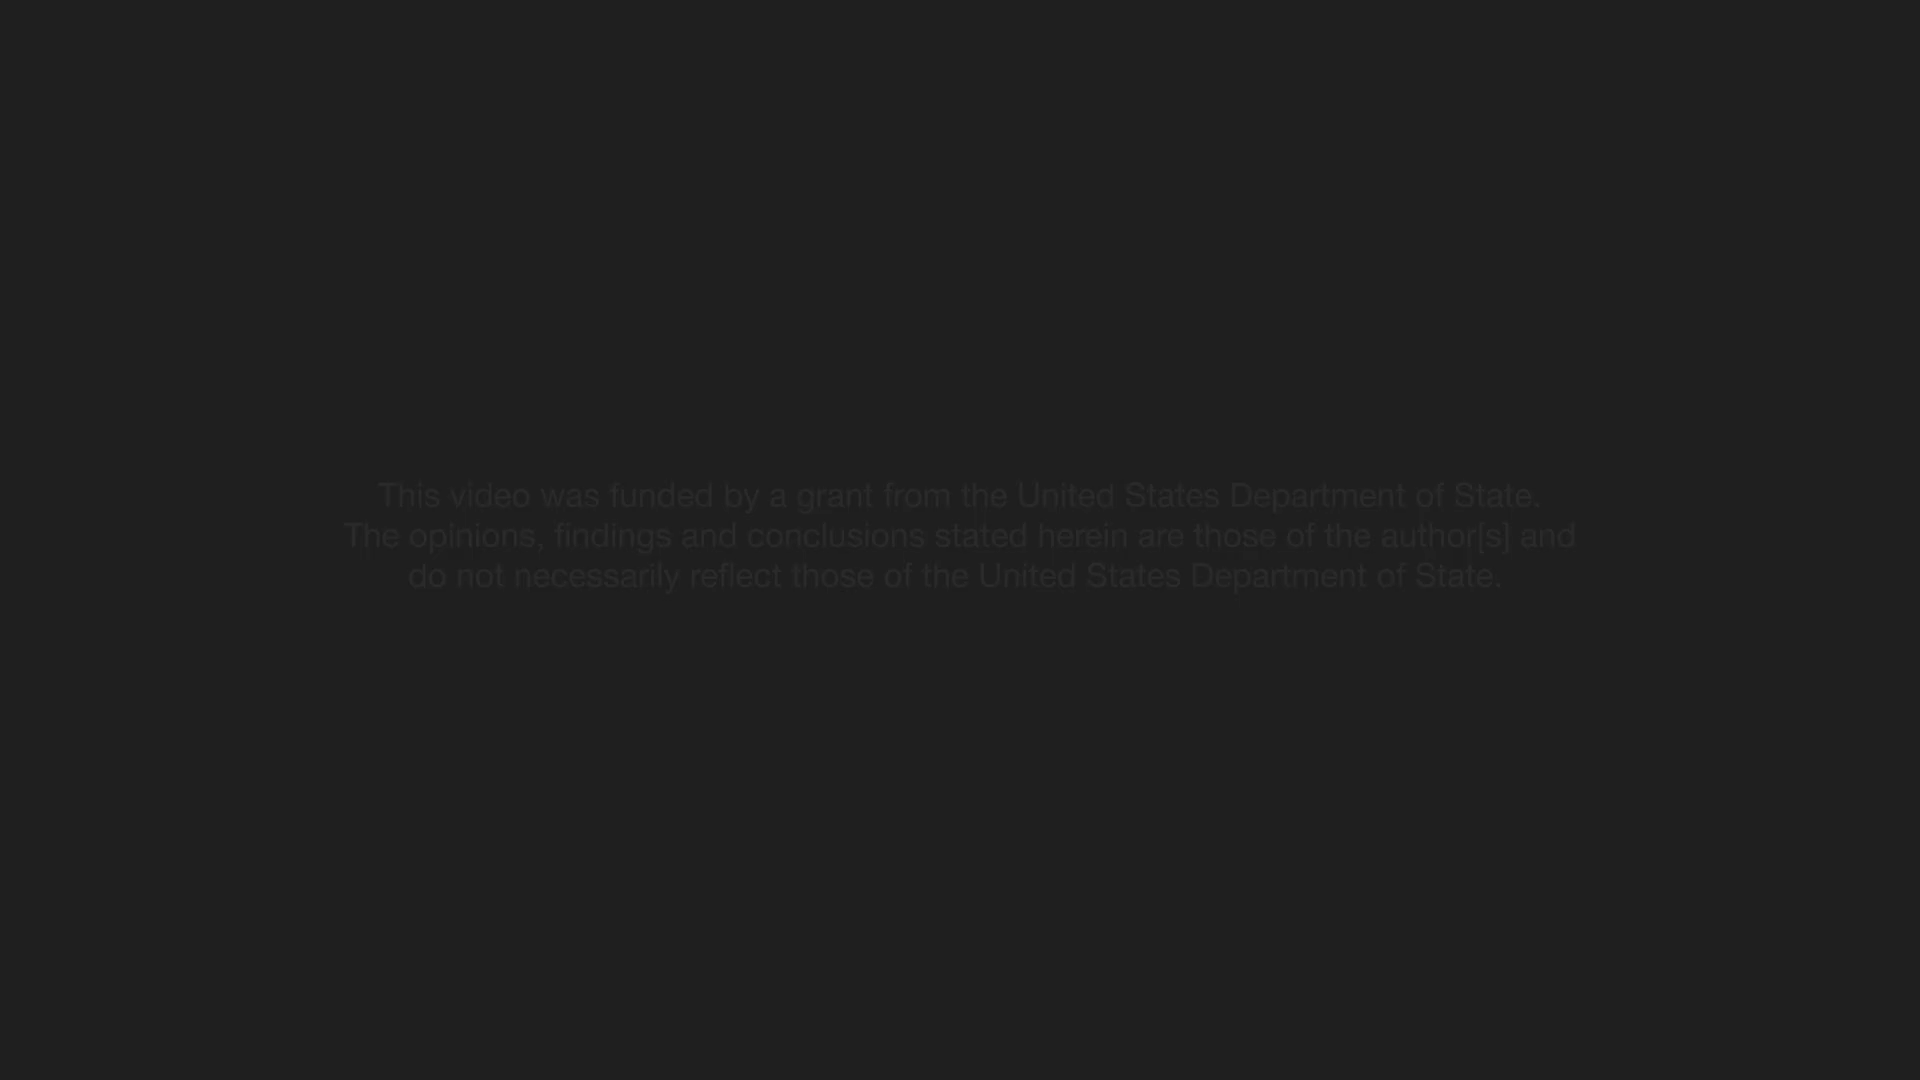 This video was funded by a grant from the United States Department of State.
The opinions, findings and conclusions stated herein are those of the author[s] and
do not necessarily reflect those of the United States Department of State.